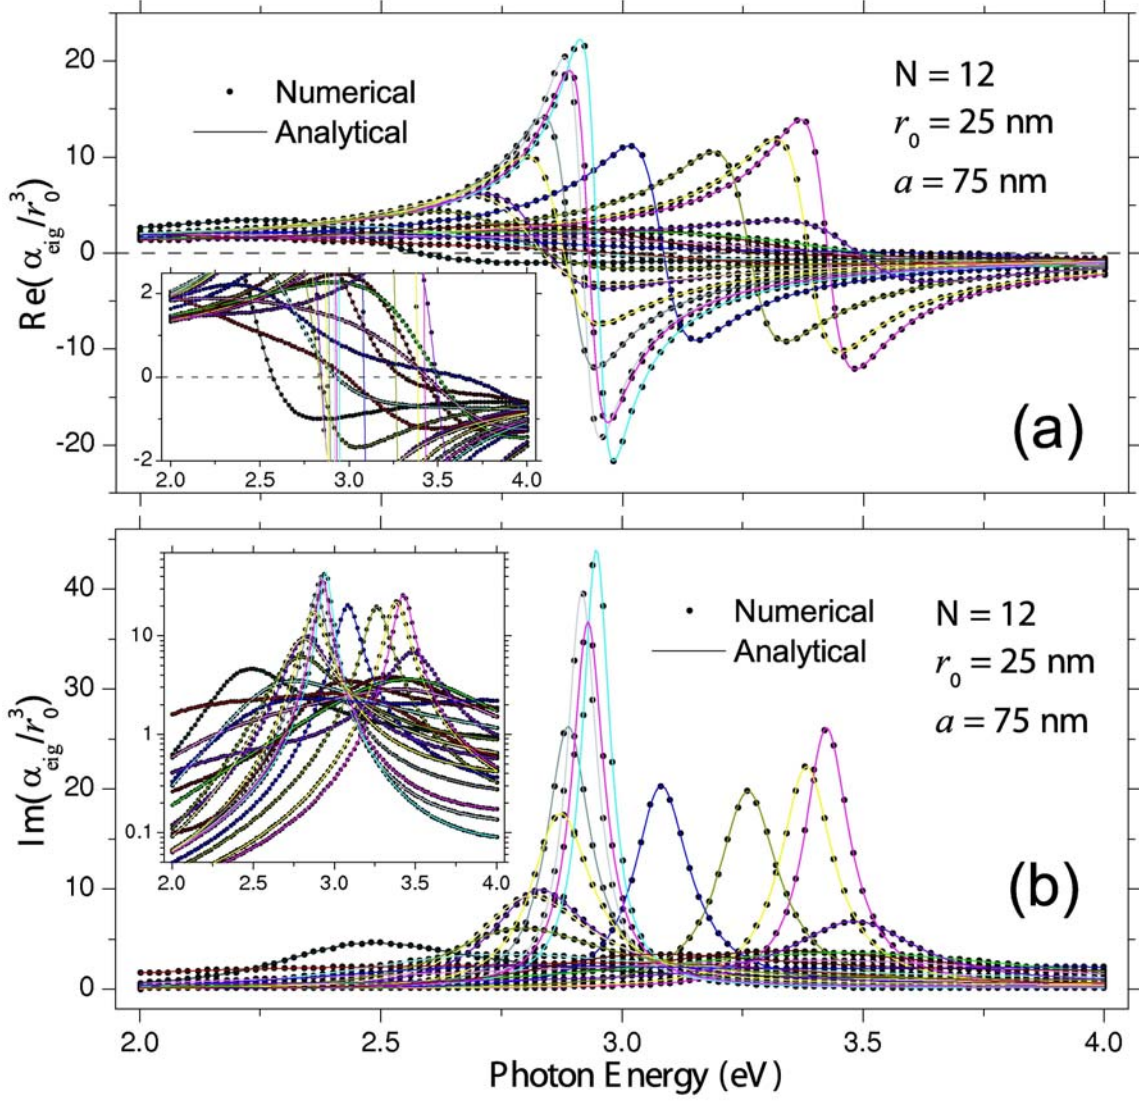 20
10
0
-10
-20
Re( α_eig /r_0^3)
Numerical
Analytical
N = 12
r_0 = 25 nm
a = 75 nm
2
0
-2
2.0 2.5 3.0 3.5 4.0
(a)
40
30
20
10
0
Im(α_eig /r_0^3)
10
1
0.1
2.0 2.5 3.0 3.5 4.0
Numerical
Analytical
N = 12
r_0 = 25 nm
a = 75 nm
(b)
2.0 2.5 3.0 3.5 4.0
Photon Energy (eV)